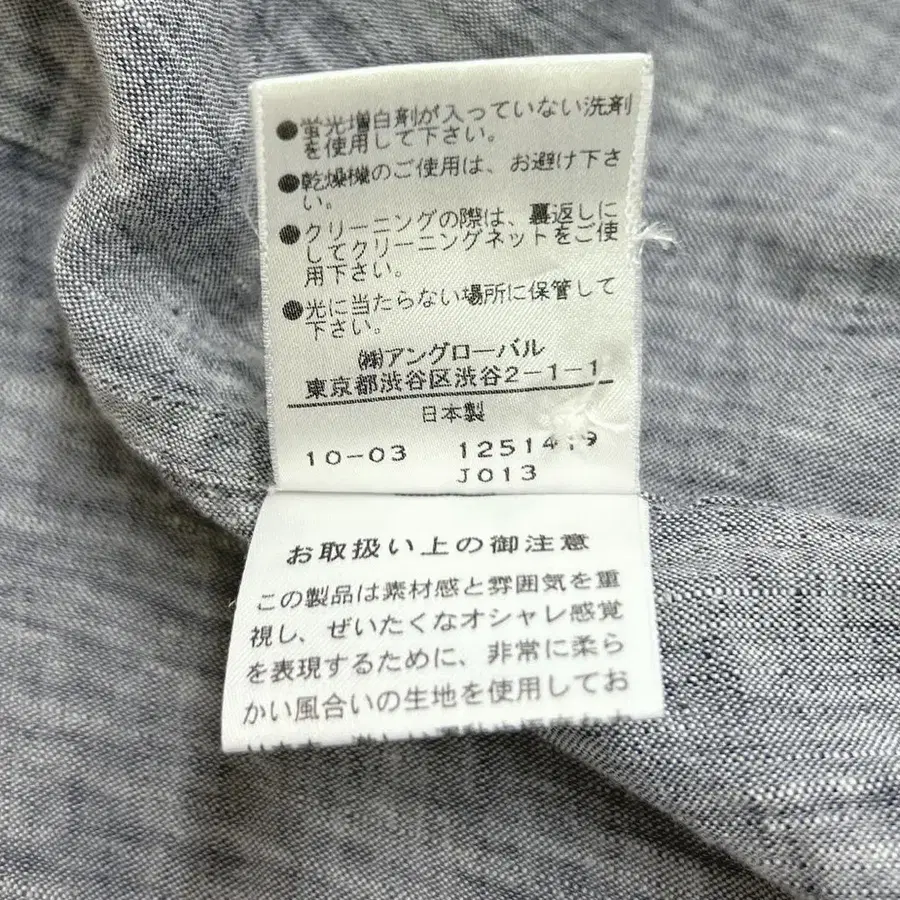 ●蛍光増白剤が入っていない洗剤
を使用して下さい。
●乾燥機のご使用は、お避け下さ
い。
●クリーニングの際は、裏返しに
してクリーニングネットをご使
用下さい。
●光に当たらない場所に保管して
下さい。
㈱アングローバル
東京都渋谷区渋谷2-1-1
日本製
10-03 1251419
J013
お取扱い上の御注意
この製品は素材感と雰囲気を重
視し、ぜいたくなオシャレ感覚
を表現するために、非常に柔ら
かい風合いの生地を使用してお